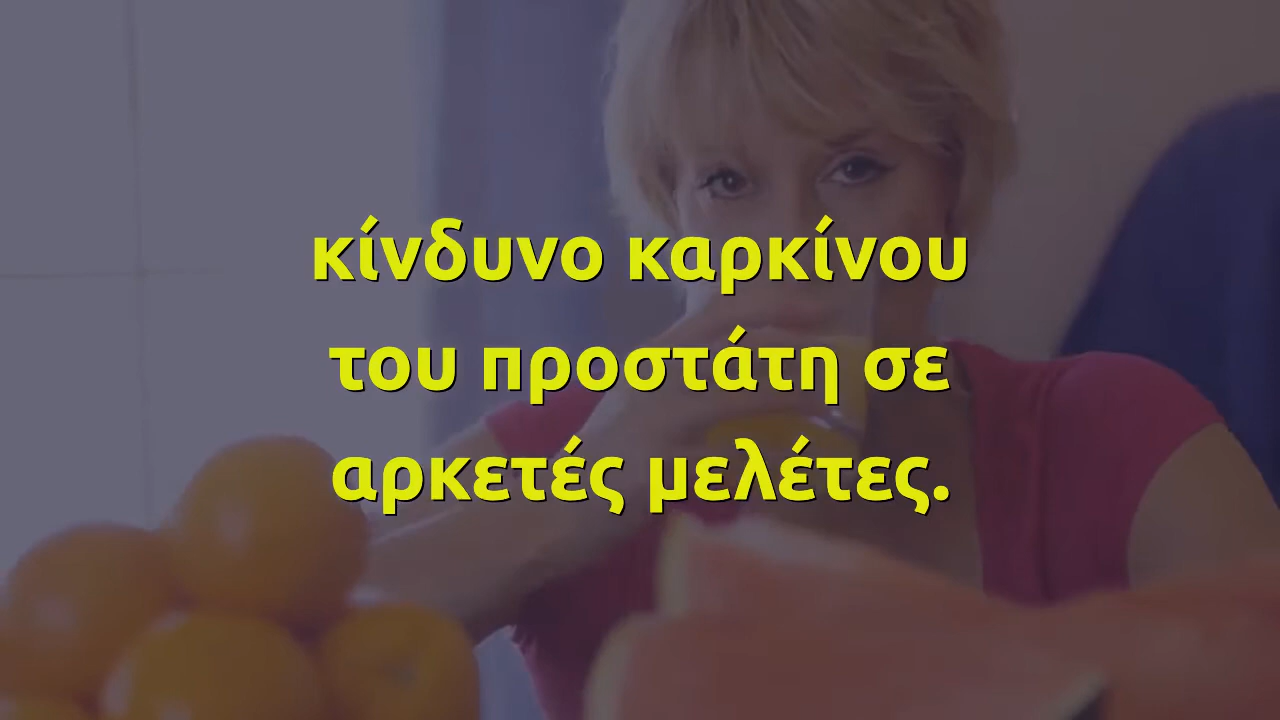 κίνδυνο καρκίνου
του προστάτη σε
αρκετές μελέτες.